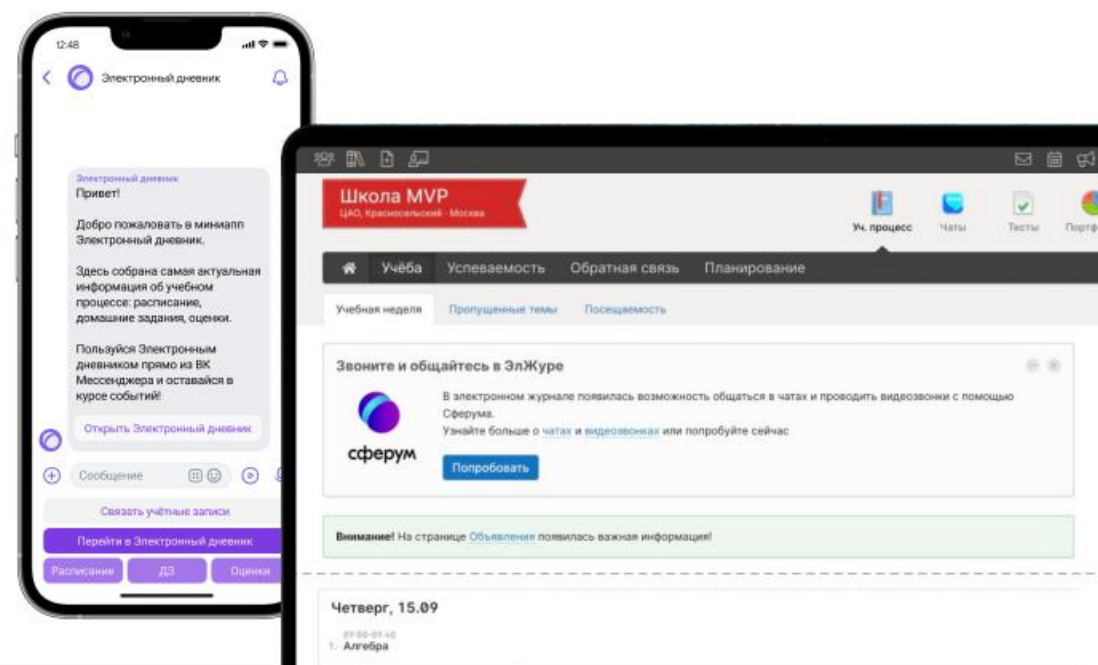 12:48
Электронный дневник
Электронный дневник
Привет!
Добро пожаловать в миниапп
Электронный дневник.
Здесь собрана самая актуальная
информация об учебном
процессе: расписание,
домашние задания, оценки.
Пользуйся Электронным
дневником прямо из ВК
Мессенджера и оставайся в
курсе событий!
Открыть Электронный дневник
Сообщение
Связать учётные записи
Перейти в Электронный дневник
Расписание
ДЗ
Оценки
Школа MVP
ЦАО, Красносельский - Москва
Уч. процесс
Чаты
Тесты
Портф
Учёба
Успеваемость
Обратная связь
Планирование
Учебная неделя
Пропущенные темы
Посещаемость
Звоните и общайтесь в ЭлЖуре
В электронном журнале появилась возможность общаться в чатах и проводить видеозвонки с помощью
Сферума.
Узнайте больше о чатах и видеозвонках или попробуйте сейчас
сферум
Попробовать
Внимание! На странице Объявления появилась важная информация!
Четверг, 15.09
09:00-09:40
1. Алгебра